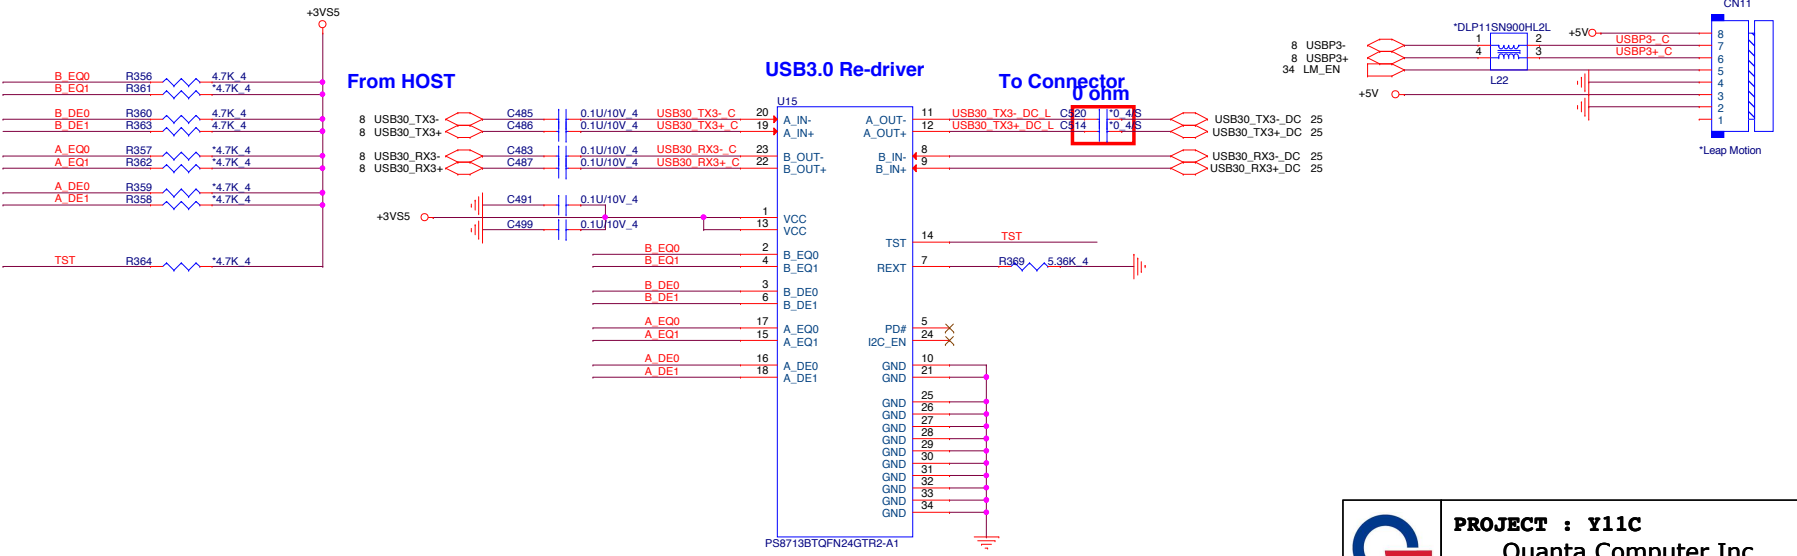 +3VS5
B_EQ0 R356 4.7K_4
B_EQ1 R361 *4.7K_4
B_DE0 R360 4.7K_4
B_DE1 R363 4.7K_4
A_EQ0 R357 *4.7K_4
A_EQ1 R362 *4.7K_4
A_DE0 R359 *4.7K_4
A_DE1 R358 *4.7K_4
TST R364 *4.7K_4
From HOST
USB3.0 Re-driver
To Connector
0 ohm
8 USB30_TX3- C485 0.1U/10V_4 USB30_TX3-_C 20
8 USB30_TX3+ C486 0.1U/10V_4 USB30_TX3+_C 19
8 USB30_RX3- C483 0.1U/10V_4 USB30_RX3-_C 23
8 USB30_RX3+ C487 0.1U/10V_4 USB30_RX3+_C 22
C491 0.1U/10V_4
+3VS5
C499 0.1U/10V_4
1
13
B_EQ0 2
B_EQ1 4
B_DE0 3
B_DE1 6
A_EQ0 17
A_EQ1 15
A_DE0 16
A_DE1 18
U15
A_IN- A_OUT-
A_IN+ A_OUT+
B_OUT- B_IN-
B_OUT+ B_IN+
VCC
VCC
TST
B_EQ0
B_EQ1 REXT
B_DE0
B_DE1
A_EQ0 PD#
A_EQ1 I2C_EN
A_DE0 GND
A_DE1 GND
GND
GND
GND
GND
GND
GND
GND
GND
GND
GND
PS8713BTQFN24GTR2-A1
11 USB30_TX3-_DC_L C520 *0_4/S USB30_TX3-_DC 25
12 USB30_TX3+_DC_L C514 *0_4/S USB30_TX3+_DC 25
8 USB30_RX3-_DC 25
9 USB30_RX3+_DC 25
14 TST
7 R369 5.36K_4
5
24
10
21
25
26
27
28
29
30
31
32
33
34
CN11
*DLP11SN900HL2L
+5V
8 USBP3- 1 2 USBP3-_C
8 USBP3+ 4 3 USBP3+_C
34 LM_EN
L22
+5V
8
7
6
5
4
3
2
1
*Leap Motion
PROJECT : Y11C
Quanta Computer Inc